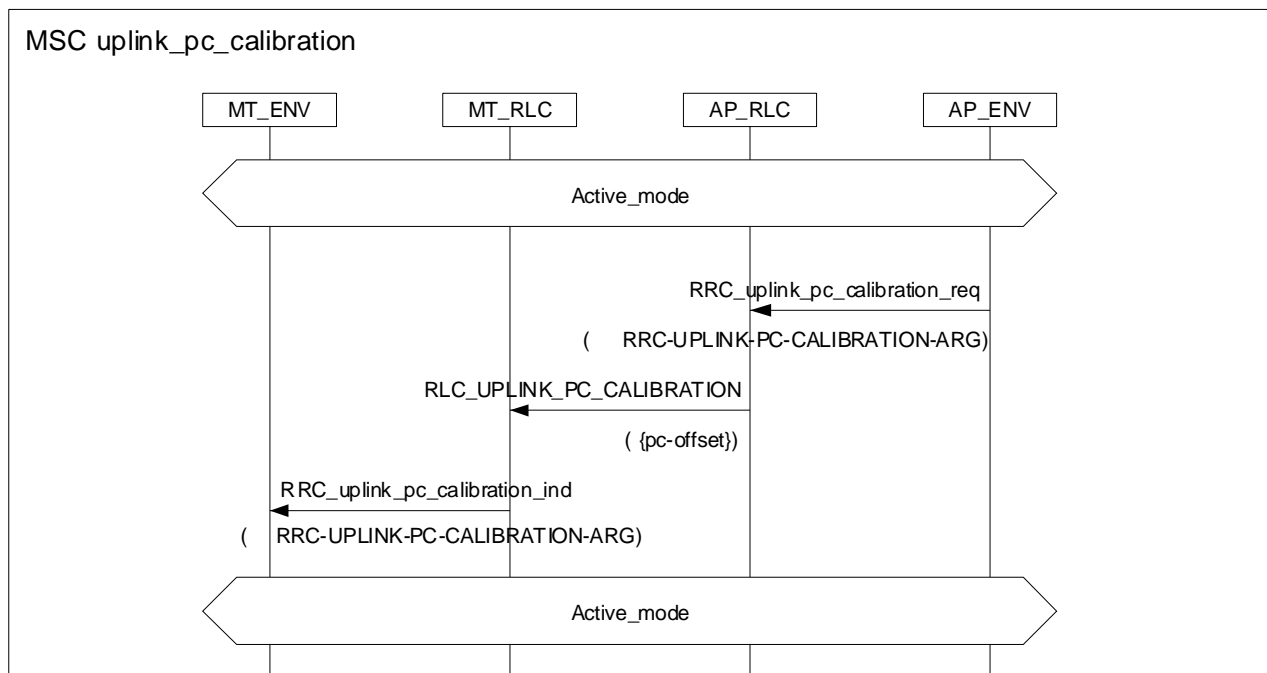 MSC uplink_pc_calibration
MT_ENV MT_RLC AP_RLC AP_ENV
Active_mode
RRC_uplink_pc_calibration_req
( RRC-UPLINK-PC-CALIBRATION-ARG)
RLC_UPLINK_PC_CALIBRATION
( {pc-offset})
RRC_uplink_pc_calibration_ind
( RRC-UPLINK-PC-CALIBRATION-ARG)
Active_mode